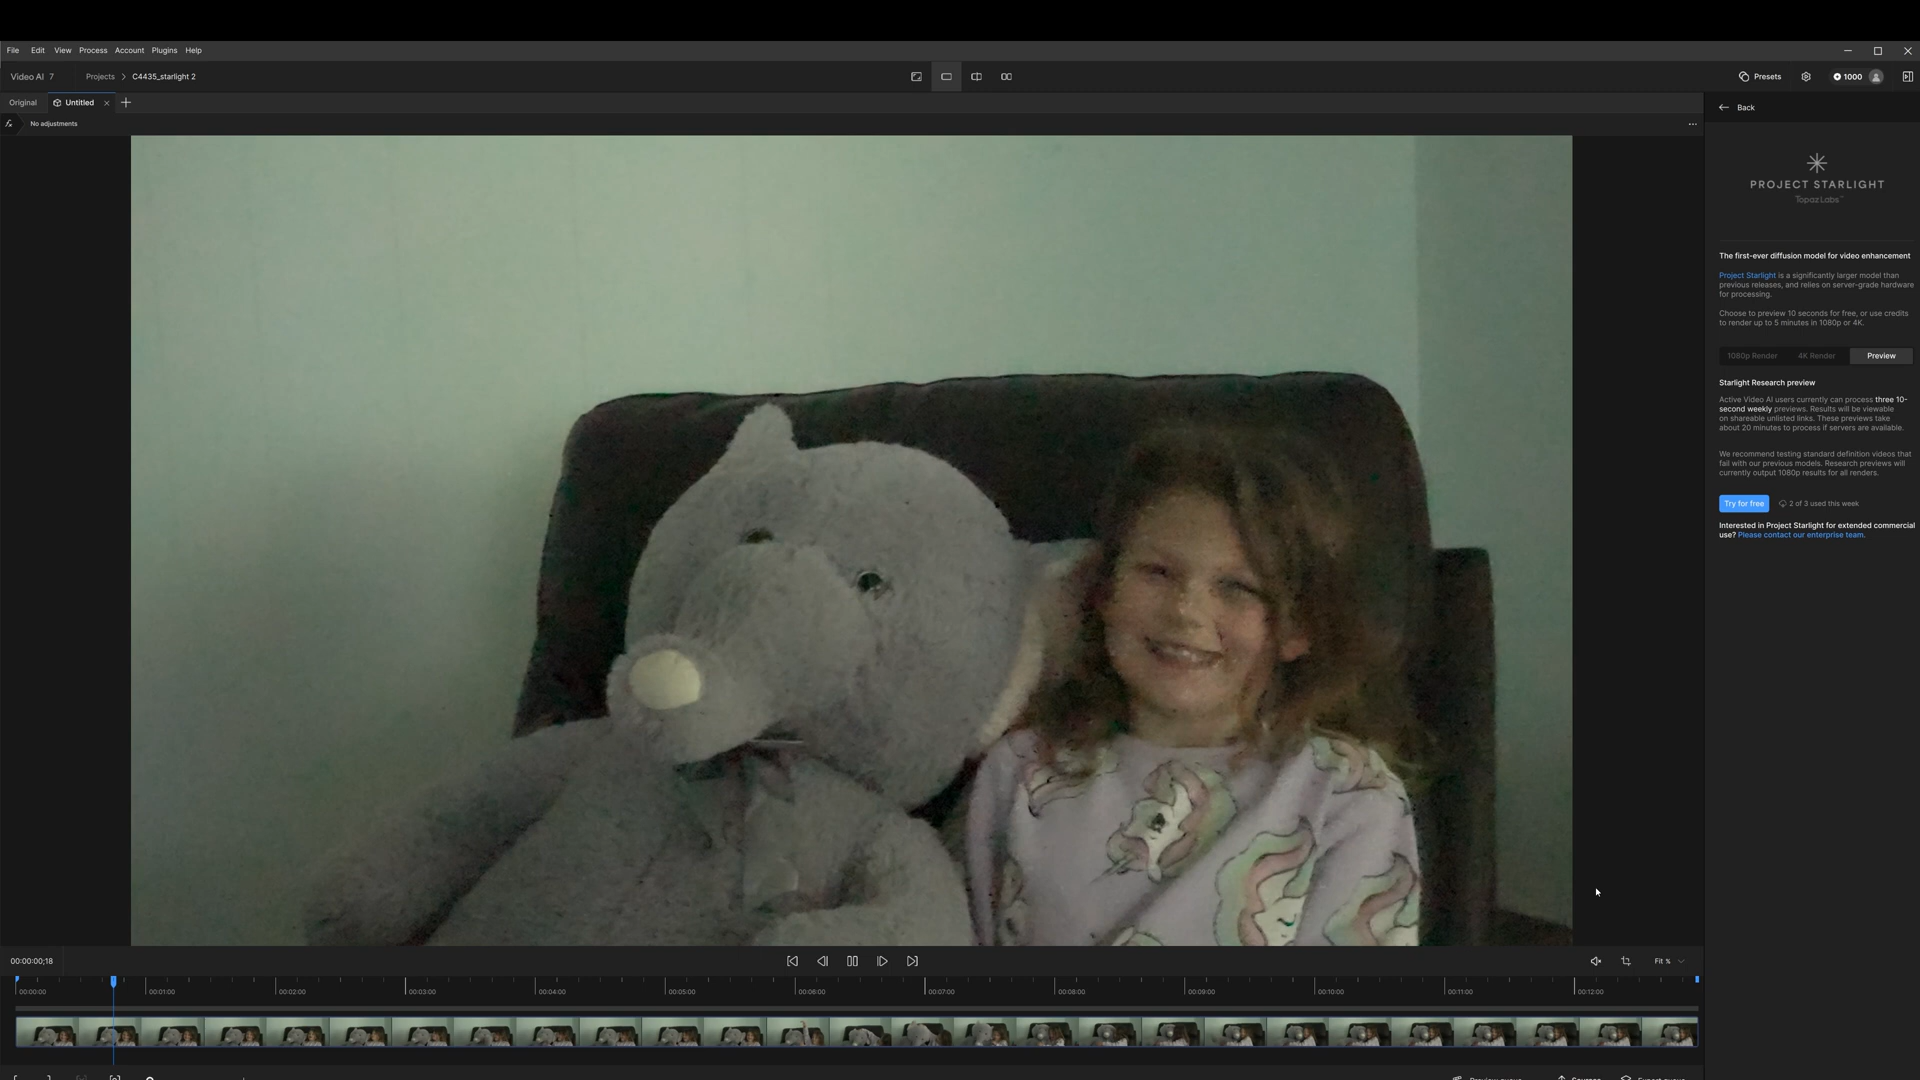 File Edit View Process Account Plugins Help
Video AI 7 Projects > C4435_starlight 2 Presets 1000
Original Untitled
Back
No adjustments
PROJECT STARLIGHT
Topaz Labs™
The first-ever diffusion model for video enhancement
Project Starlight is a significantly larger model than
previous releases, and relies on server-grade hardware
for processing.
Choose to preview 10 seconds for free, or use credits
to render up to 5 minutes in 1080p or 4K.
1080p Render 4K Render Preview
Starlight Research preview
Active Video AI users currently can process three 10-
second weekly previews. Results will be viewable
on shareable unlisted links. These previews take
about 20 minutes to process if servers are available.
We recommend testing standard definition videos that
fail with our previous models. Research previews will
currently output 1080p results for all renders.
Try for free 2 of 3 used this week
Interested in Project Starlight for extended commercial
use? Please contact our enterprise team.
00:00:00;18 Fit %
00:00:00 00:01:00 00:02:00 00:03:00 00:04:00 00:05:00 00:06:00 00:07:00 00:08:00 00:09:00 00:10:00 00:11:00 00:12:00